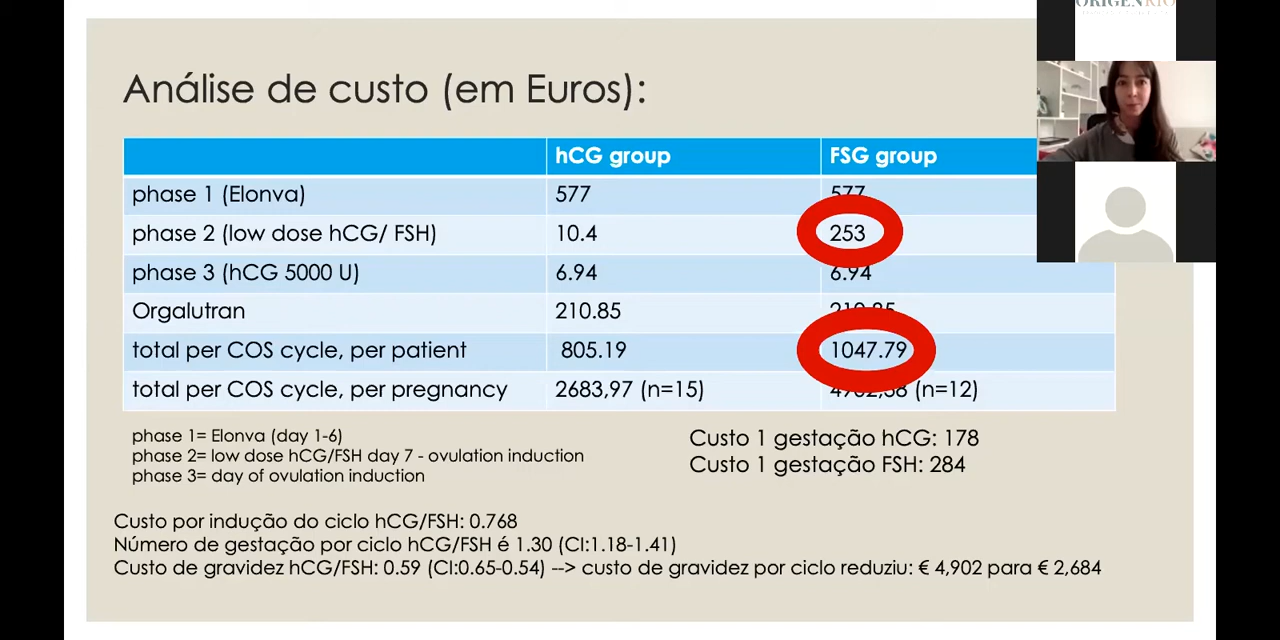 ORIGEN RIO
Análise de custo (em Euros):
hCG group FSG group
phase 1 (Elonva) 577 577
phase 2 (low dose hCG/ FSH) 10.4 253
phase 3 (hCG 5000 U) 6.94 6.94
Orgalutran 210.85 210.85
total per COS cycle, per patient 805.19 1047.79
total per COS cycle, per pregnancy 2683,97 (n=15) (n=12)
phase 1= Elonva (day 1-6)
phase 2= low dose hCG/FSH day 7 - ovulation induction
phase 3= day of ovulation induction
Custo 1 gestação hCG: 178
Custo 1 gestação FSH: 284
Custo por indução do ciclo hCG/FSH: 0.768
Número de gestação por ciclo hCG/FSH é 1.30 (CI:1.18-1.41)
Custo de gravidez hCG/FSH: 0.59 (CI:0.65-0.54) --> custo de gravidez por ciclo reduziu: € 4,902 para € 2,684